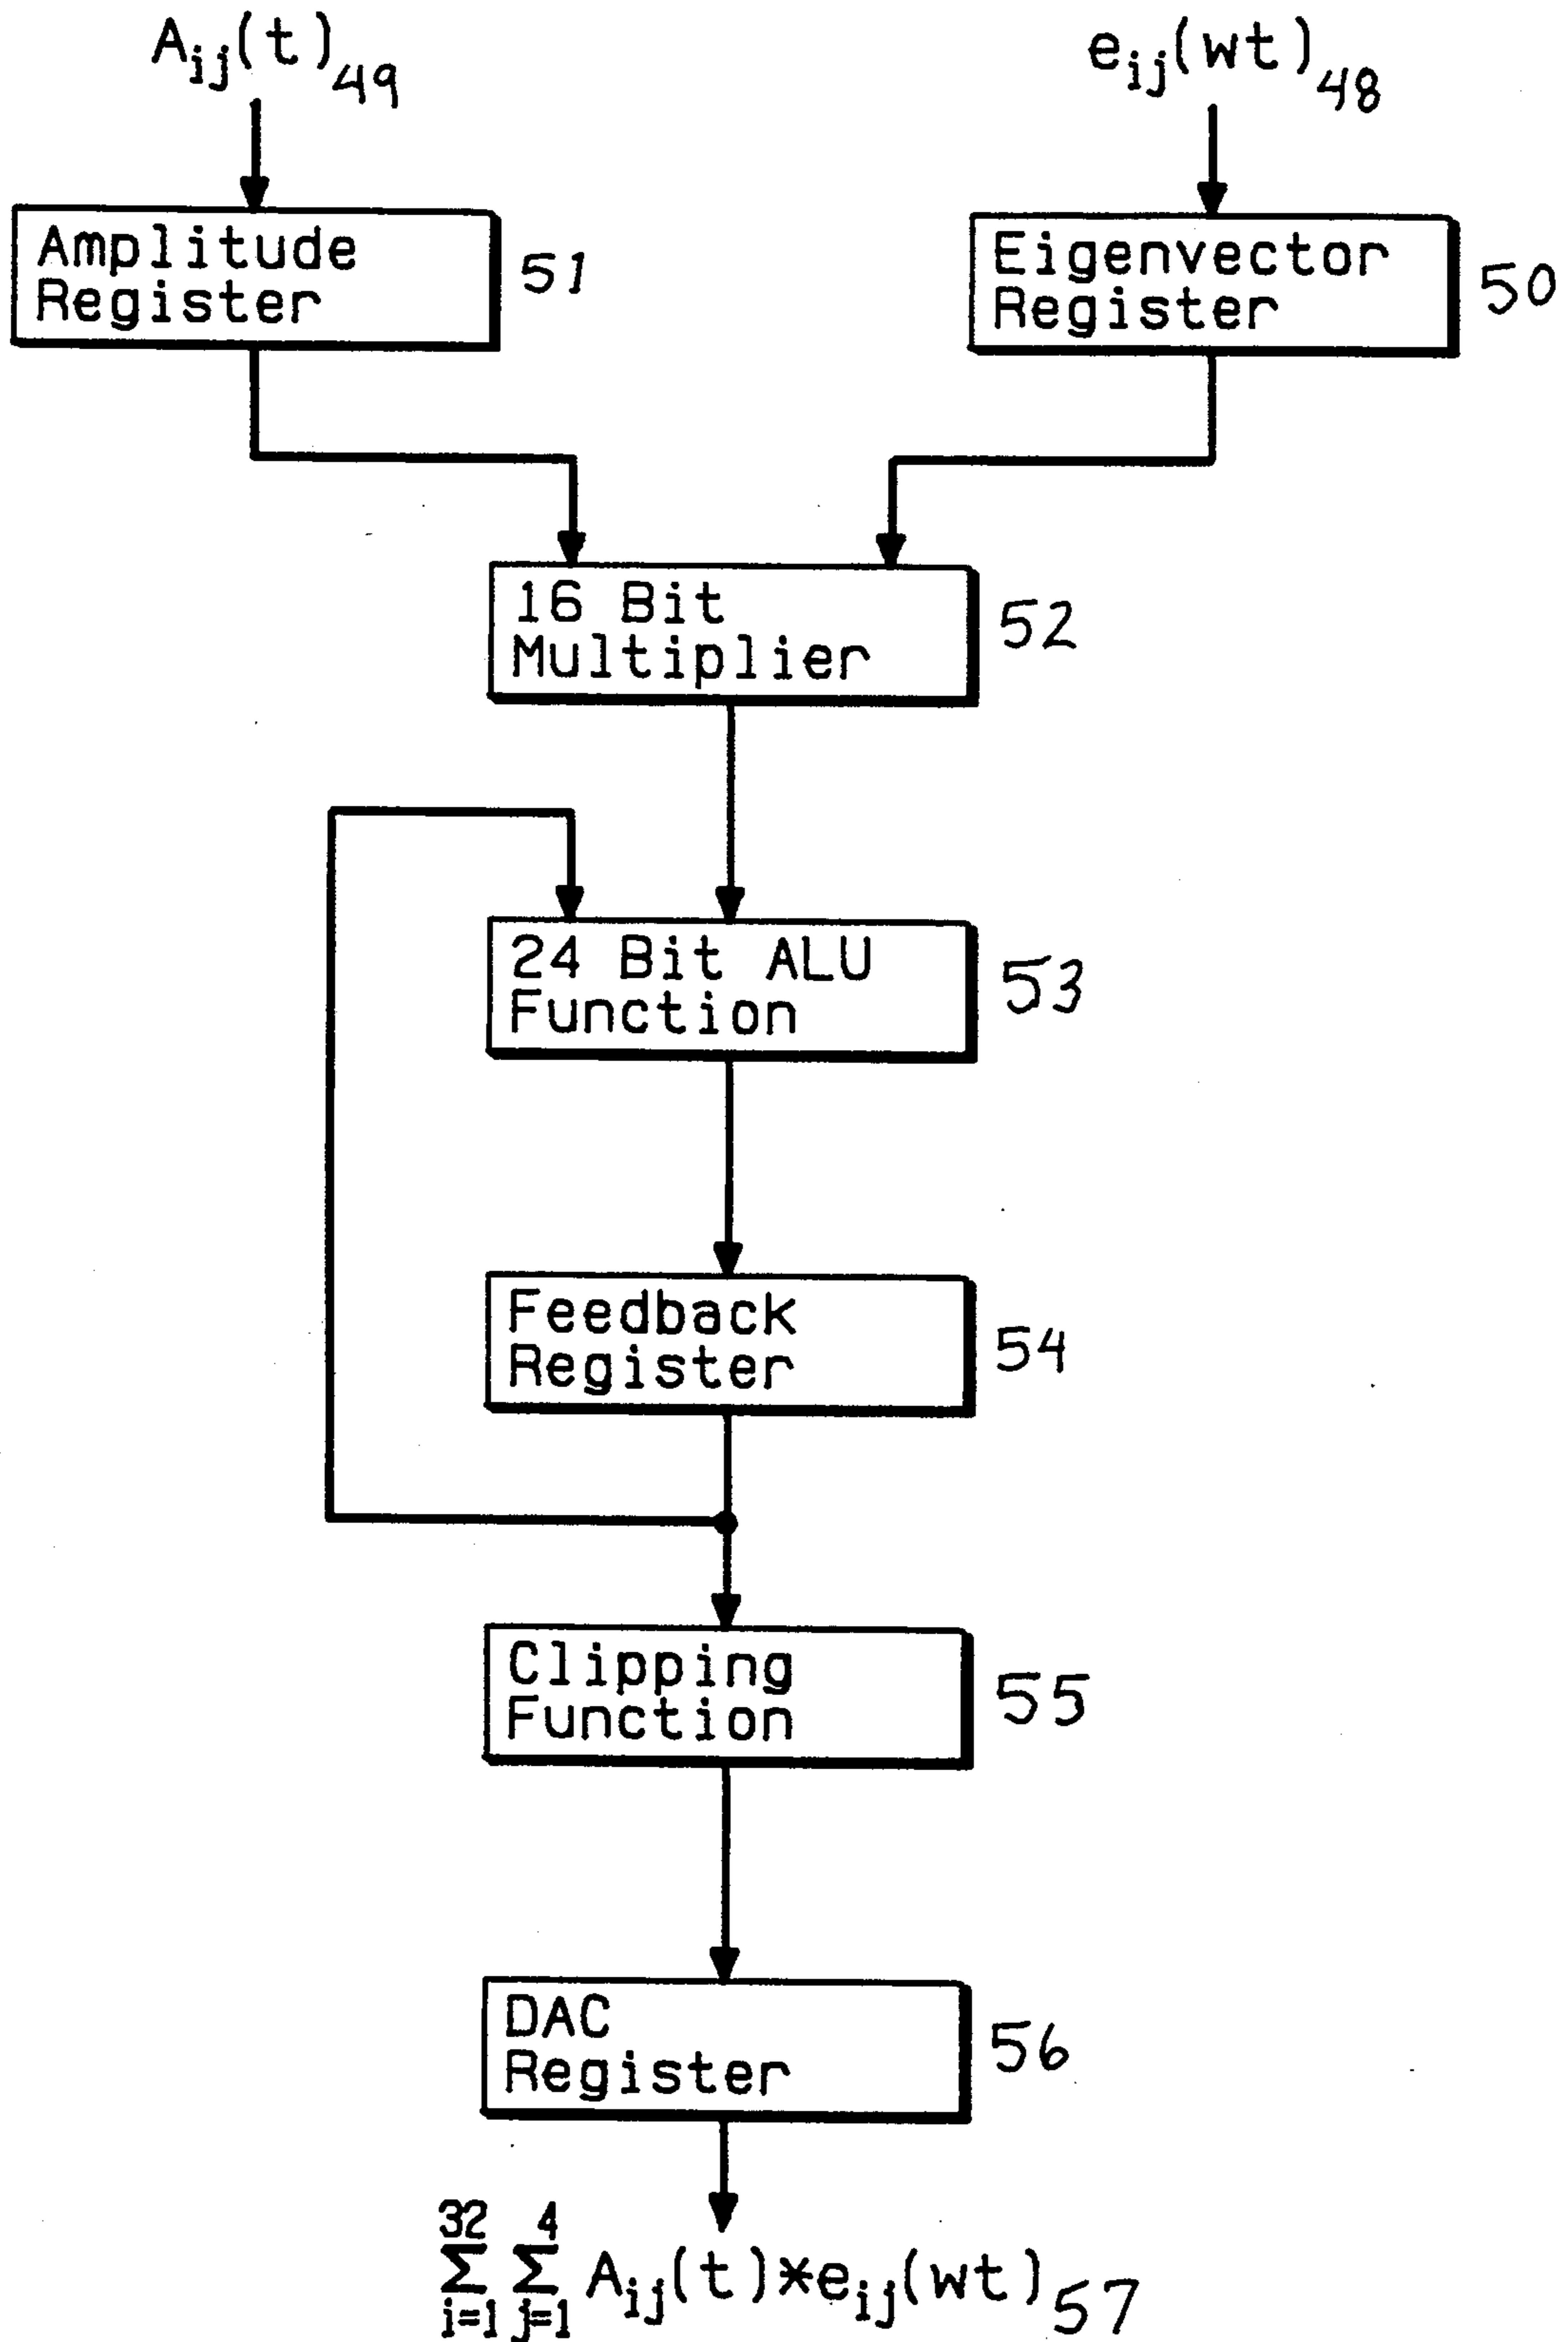 Aij(t)49
eij(wt)48
Amplitude
Register
51
Eigenvector
Register
50
16 Bit
Multiplier
52
24 Bit ALU
Function
53
Feedback
Register
54
Clipping
Function
55
DAC
Register
56
32 4
Σ Σ Aij(t)*eij(wt)57
i=1 j=1